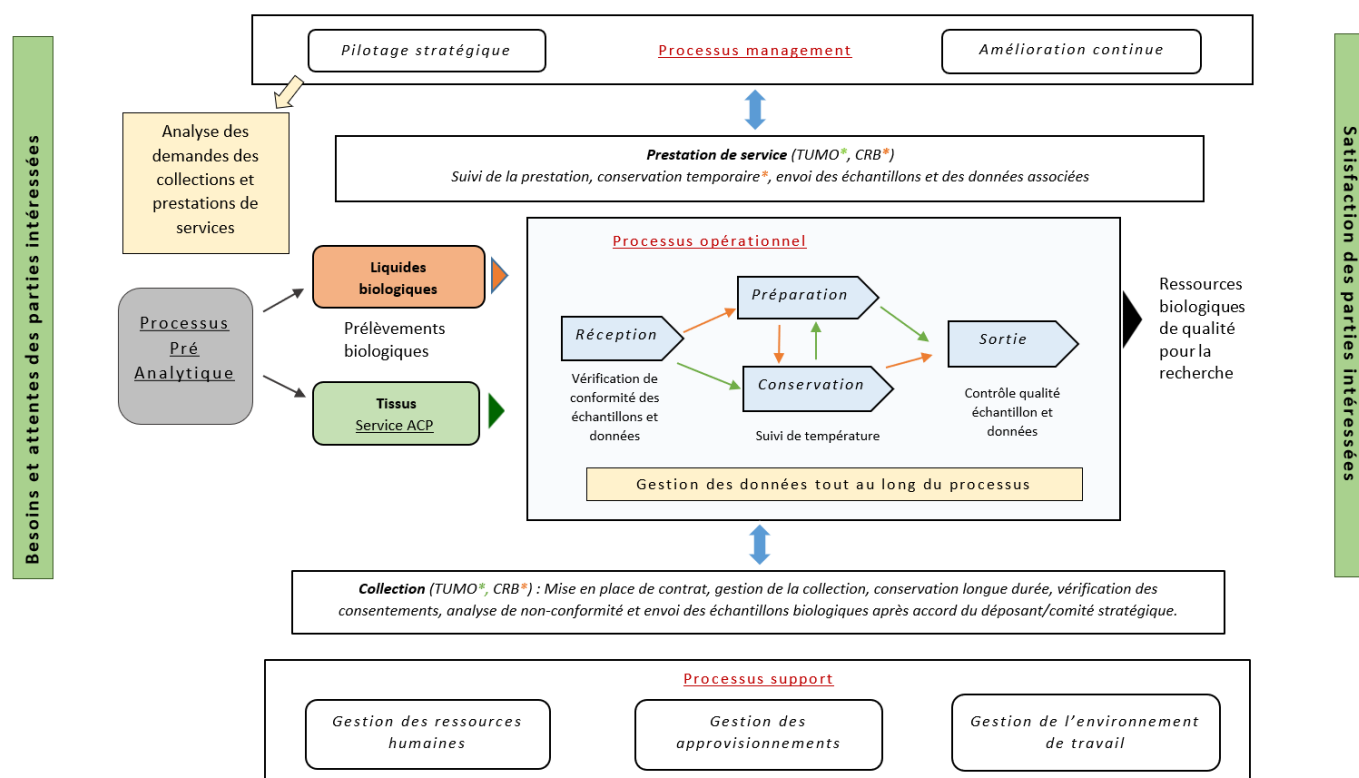 Pilotage stratégique
Processus management
Amélioration continue
Besoins et attentes des parties intéressées
Analyse des
demandes des
collections et
prestations de
services
Prestation de service (TUMO*, CRB*)
Suivi de la prestation, conservation temporaire*, envoi des échantillons et des données associées
Processus
Pré
Analytique
Liquides
biologiques
Prélèvements
biologiques
Tissus
Service ACP
Processus opérationnel
Réception
Vérification de
conformité des
échantillons et
données
Préparation
Conservation
Suivi de température
Sortie
Contrôle qualité
échantillon et
données
Gestion des données tout au long du processus
Ressources
biologiques
de qualité
pour la
recherche
Satisfaction des parties intéressées
Collection (TUMO*, CRB*) : Mise en place de contrat, gestion de la collection, conservation longue durée, vérification des
consentements, analyse de non-conformité et envoi des échantillons biologiques après accord du déposant/comité stratégique.
Processus support
Gestion des ressources
humaines
Gestion des
approvisionnements
Gestion de l’environnement
de travail